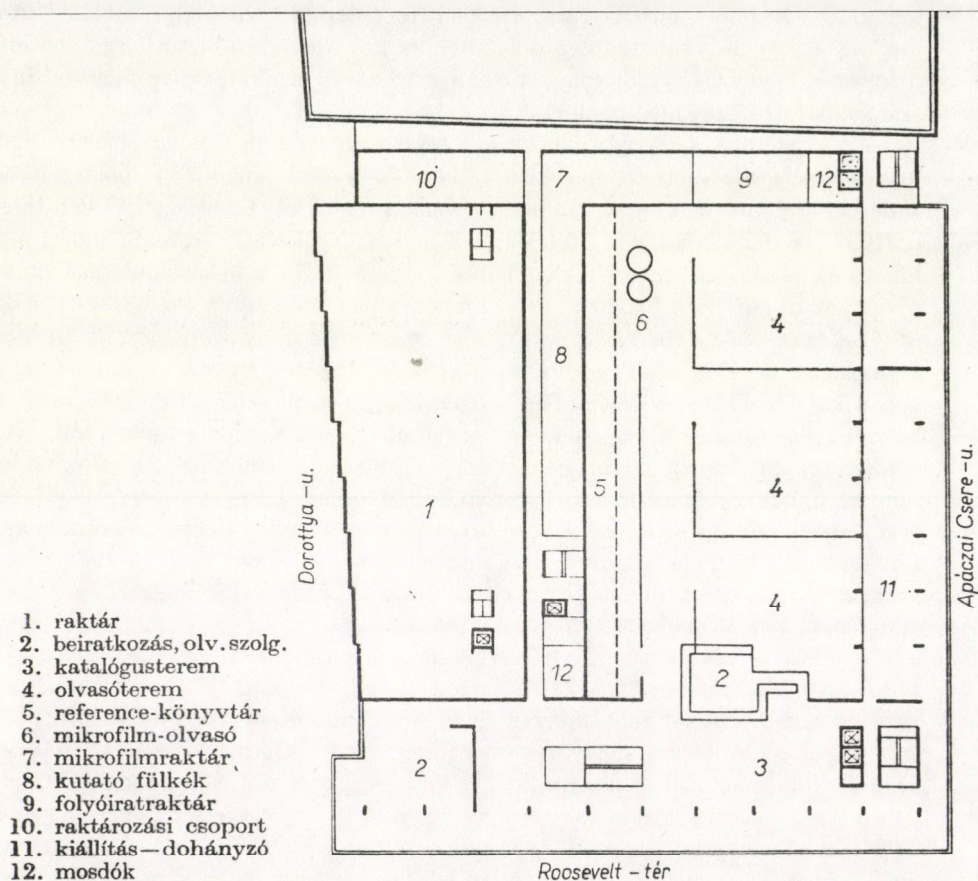 10 7 9 12
6
4
8
5
4
1
4
11
12
2
2
3
Dorottya-u.
Apáczai Csere-u.
Roosevelt-tér
1. raktár
2. beiratkozás, olv. szolg.
3. katalógusterem
4. olvasóterem
5. reference-könyvtár
6. mikrofilm-olvasó
7. mikrofilmraktár
8. kutató fülkék
9. folyóiratraktár
10. raktározási csoport
11. kiállítás—dohányzó
12. mosdók